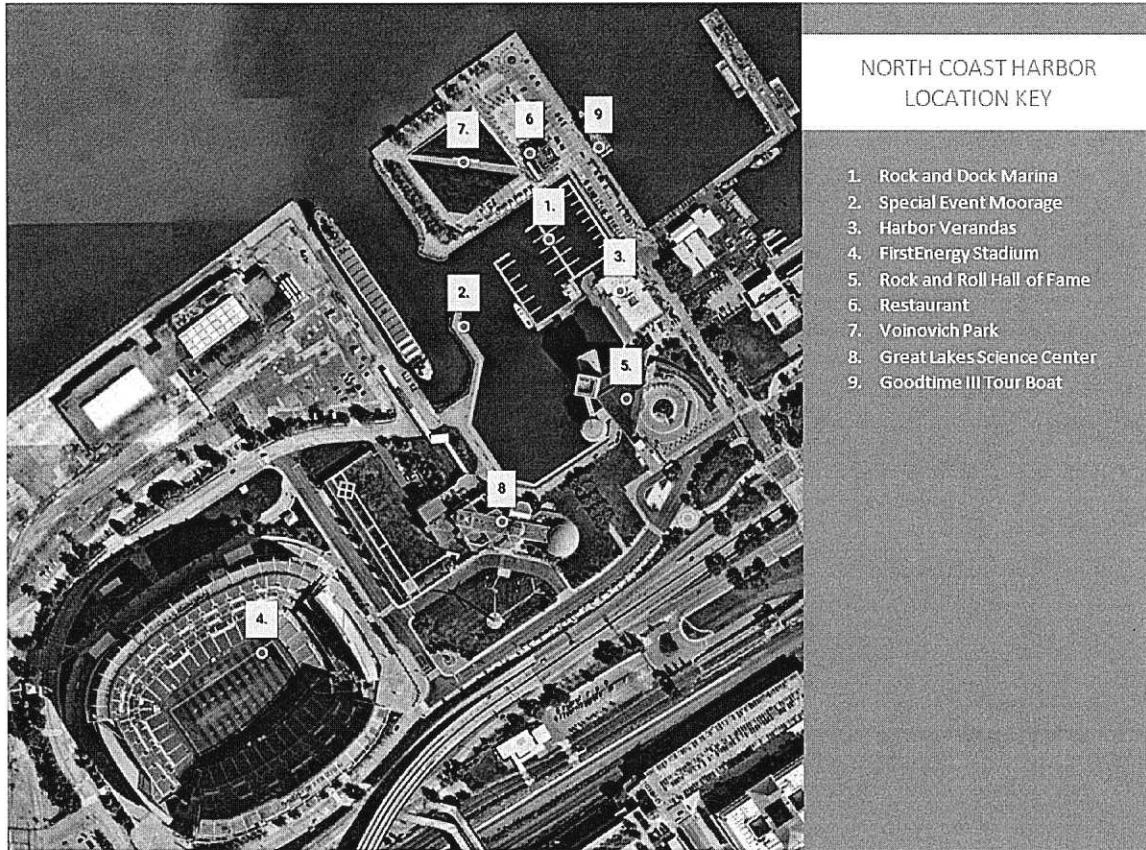 NORTH COAST HARBOR
LOCATION KEY
1. Rock and Dock Marina
2. Special Event Moorage
3. Harbor Verandas
4. FirstEnergy Stadium
5. Rock and Roll Hall of Fame
6. Restaurant
7. Voinovich Park
8. Great Lakes Science Center
9. Goodtime III Tour Boat
9
7.
6
1.
3.
2.
5.
8
4.